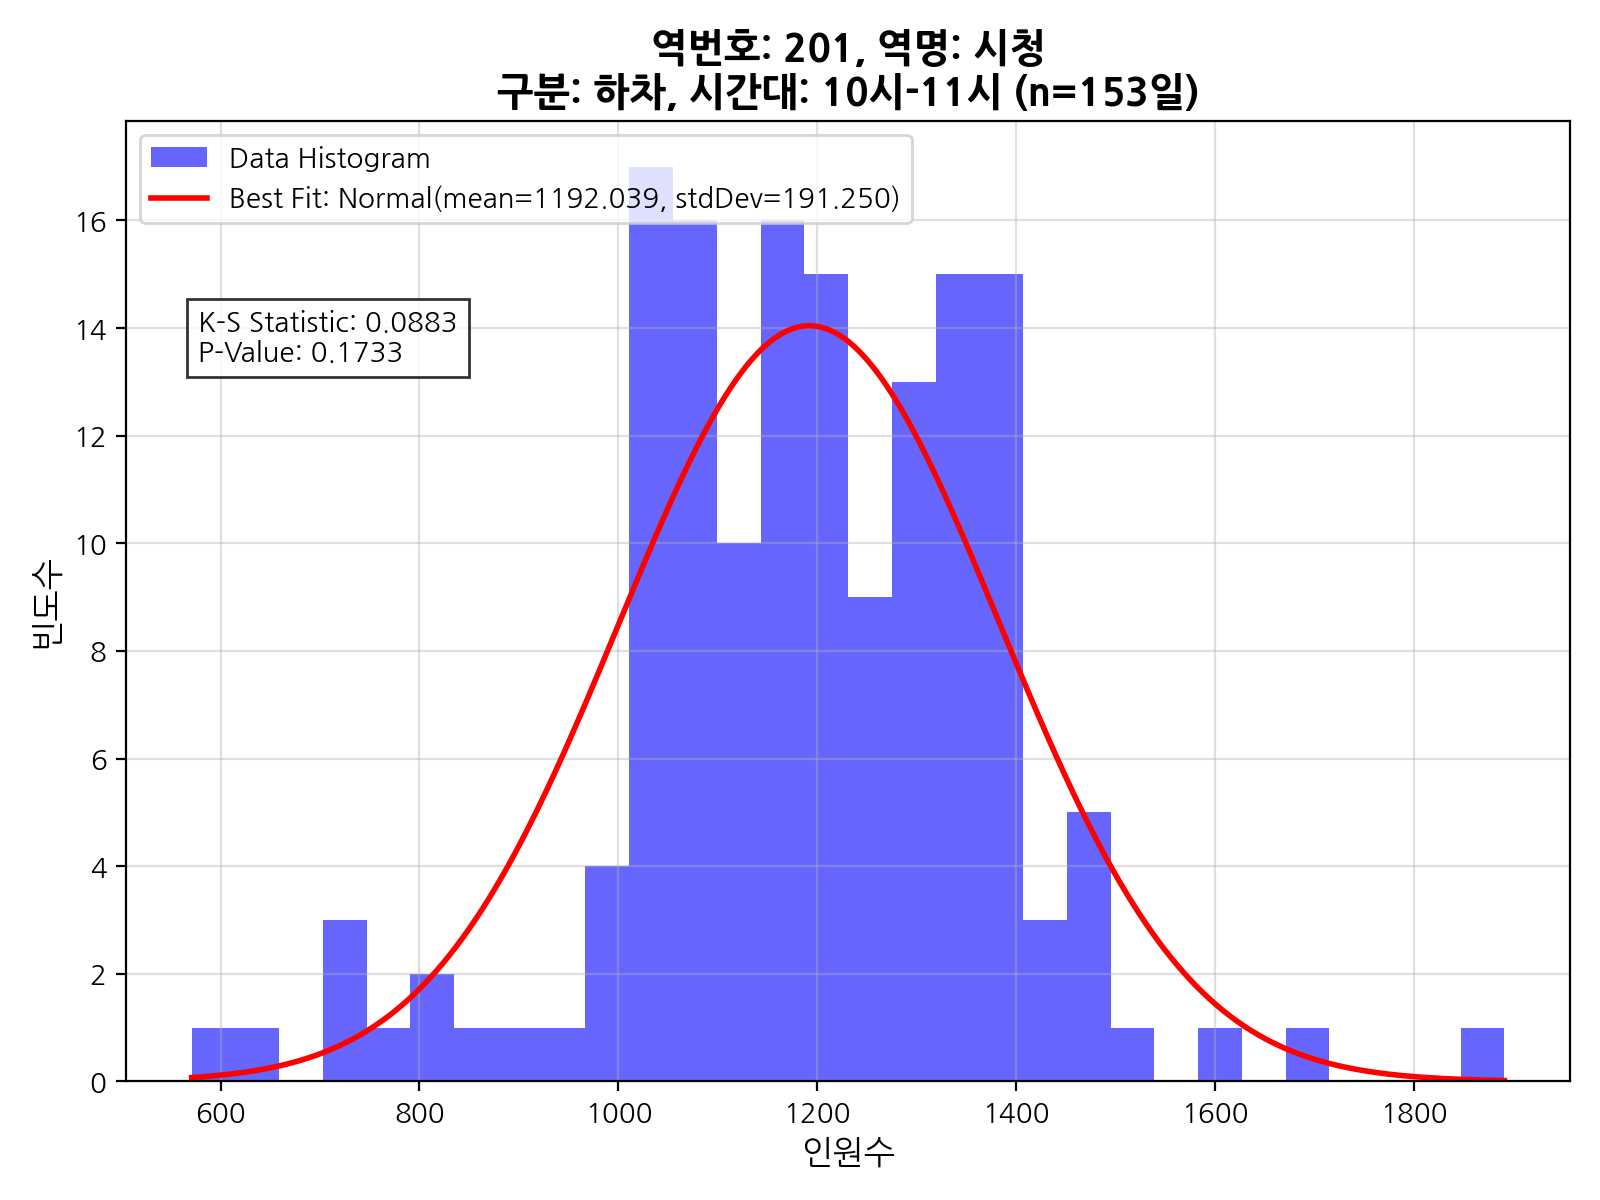 역번호: 201, 역명: 시청
구분: 하차, 시간대: 10시-11시 (n=153일)
Data Histogram
Best Fit: Normal(mean=1192.039, stdDev=191.250)
K-S Statistic: 0.0883
P-Value: 0.1733
빈도수
16
14
12
10
8
6
4
2
0
600 800 1000 1200 1400 1600 1800
인원수